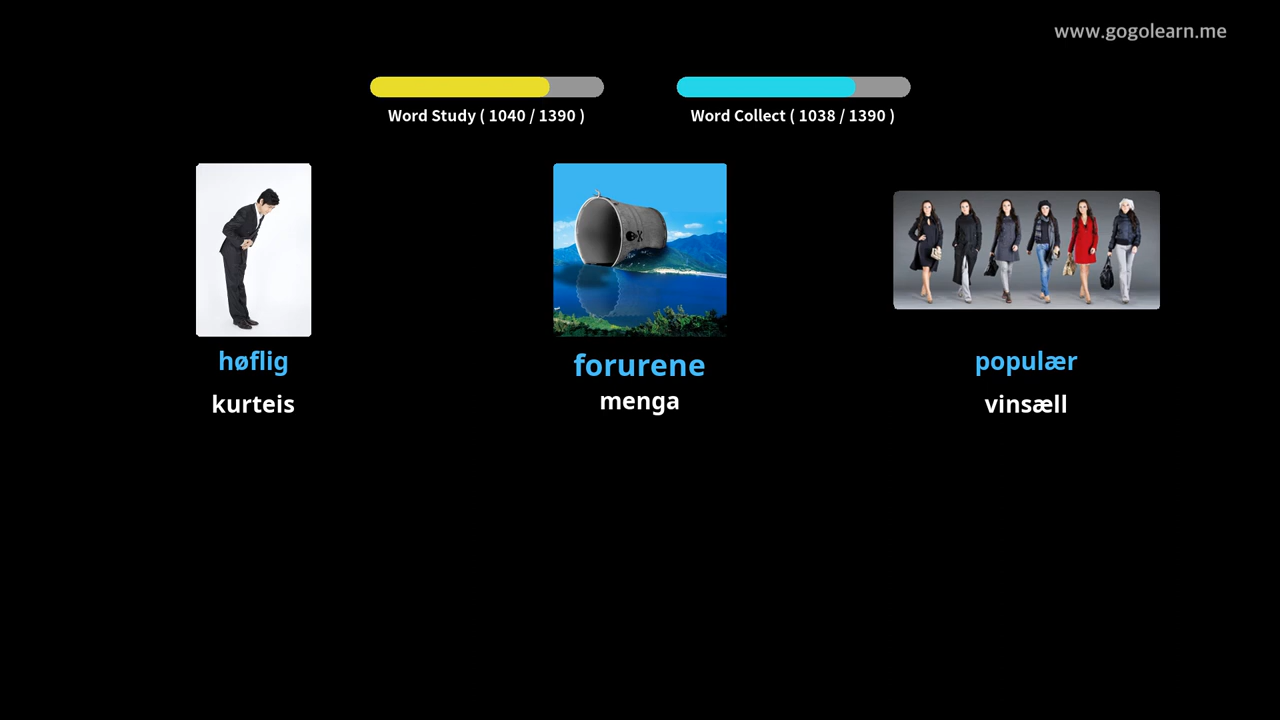 www.gogolearn.me
Word Study ( 1040 / 1390 )
Word Collect ( 1038 / 1390 )
høflig
forurene
populær
kurteis
menga
vinsæll